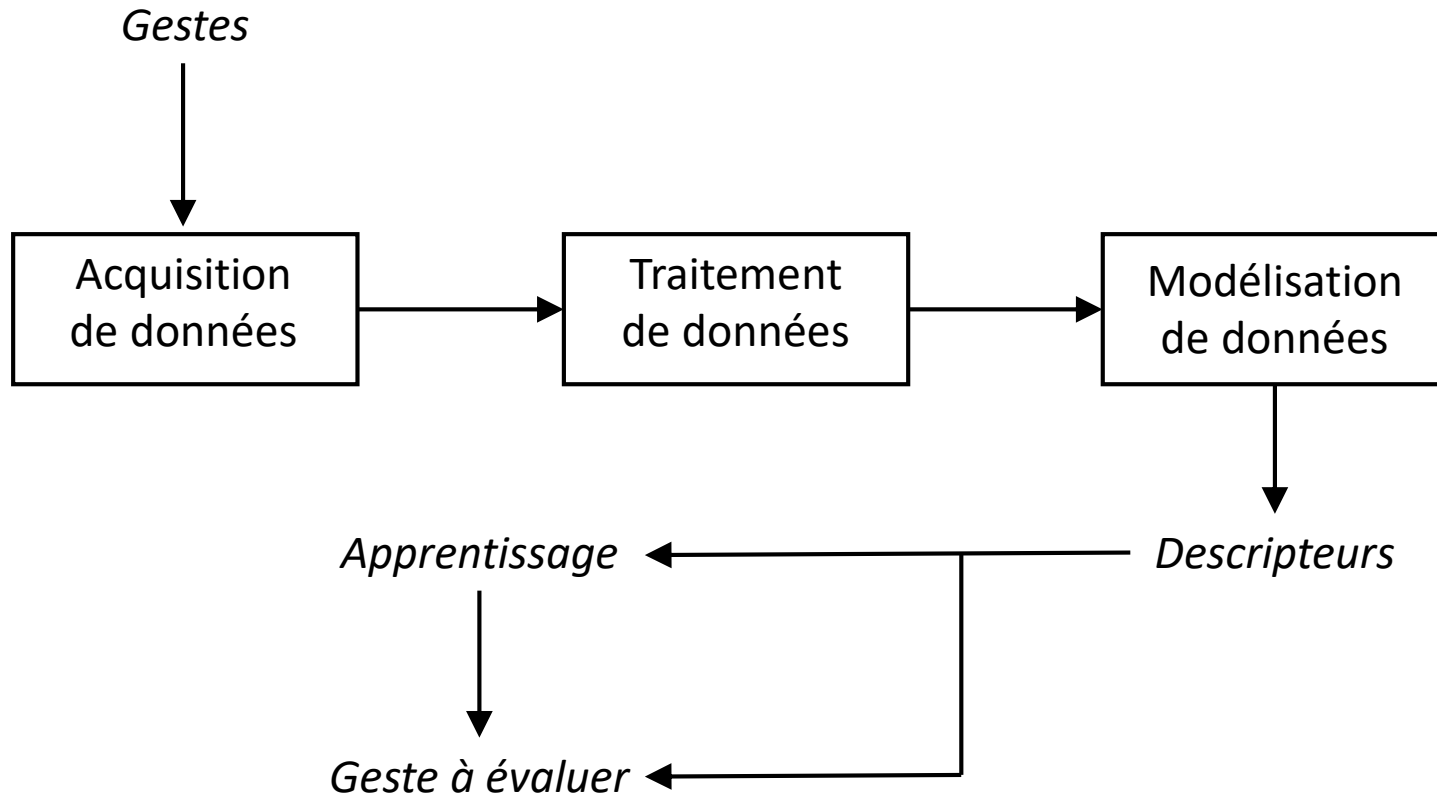 Gestes
Acquisition
de données
Traitement
de données
Modélisation
de données
Apprentissage
Descripteurs
Geste à évaluer